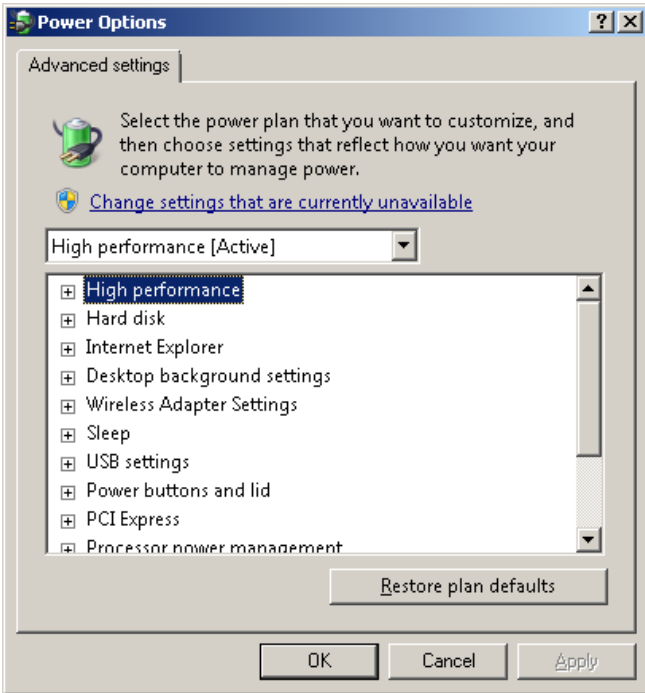 Power Options
Advanced settings
Select the power plan that you want to customize, and
then choose settings that reflect how you want your
computer to manage power.
Change settings that are currently unavailable
High performance [Active]
High performance
Hard disk
Internet Explorer
Desktop background settings
Wireless Adapter Settings
Sleep
USB settings
Power buttons and lid
PCI Express
Processor power management
Restore plan defaults
OK Cancel Apply